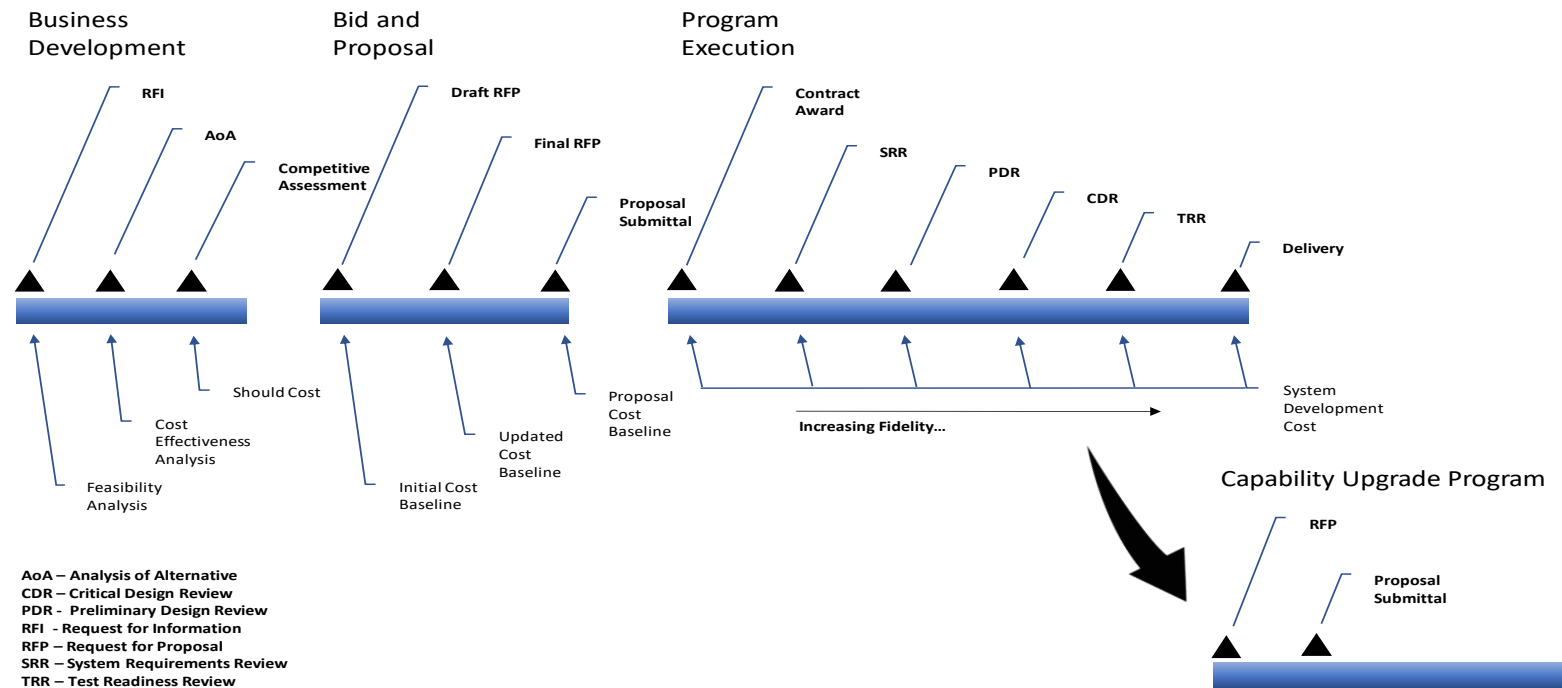 Business
Development
Bid and
Proposal
Program
Execution
RFI
AoA
Competitive
Assessment
Draft RFP
Final RFP
Proposal
Submittal
Contract
Award
SRR
PDR
CDR
TRR
Delivery
Should Cost
Cost
Effectiveness
Analysis
Feasibility
Analysis
Proposal
Cost
Baseline
Updated
Cost
Baseline
Initial Cost
Baseline
Increasing Fidelity...
System
Development
Cost
Capability Upgrade Program
RFP
Proposal
Submittal
AoA – Analysis of Alternative
CDR – Critical Design Review
PDR - Preliminary Design Review
RFI - Request for Information
RFP – Request for Proposal
SRR – System Requirements Review
TRR – Test Readiness Review